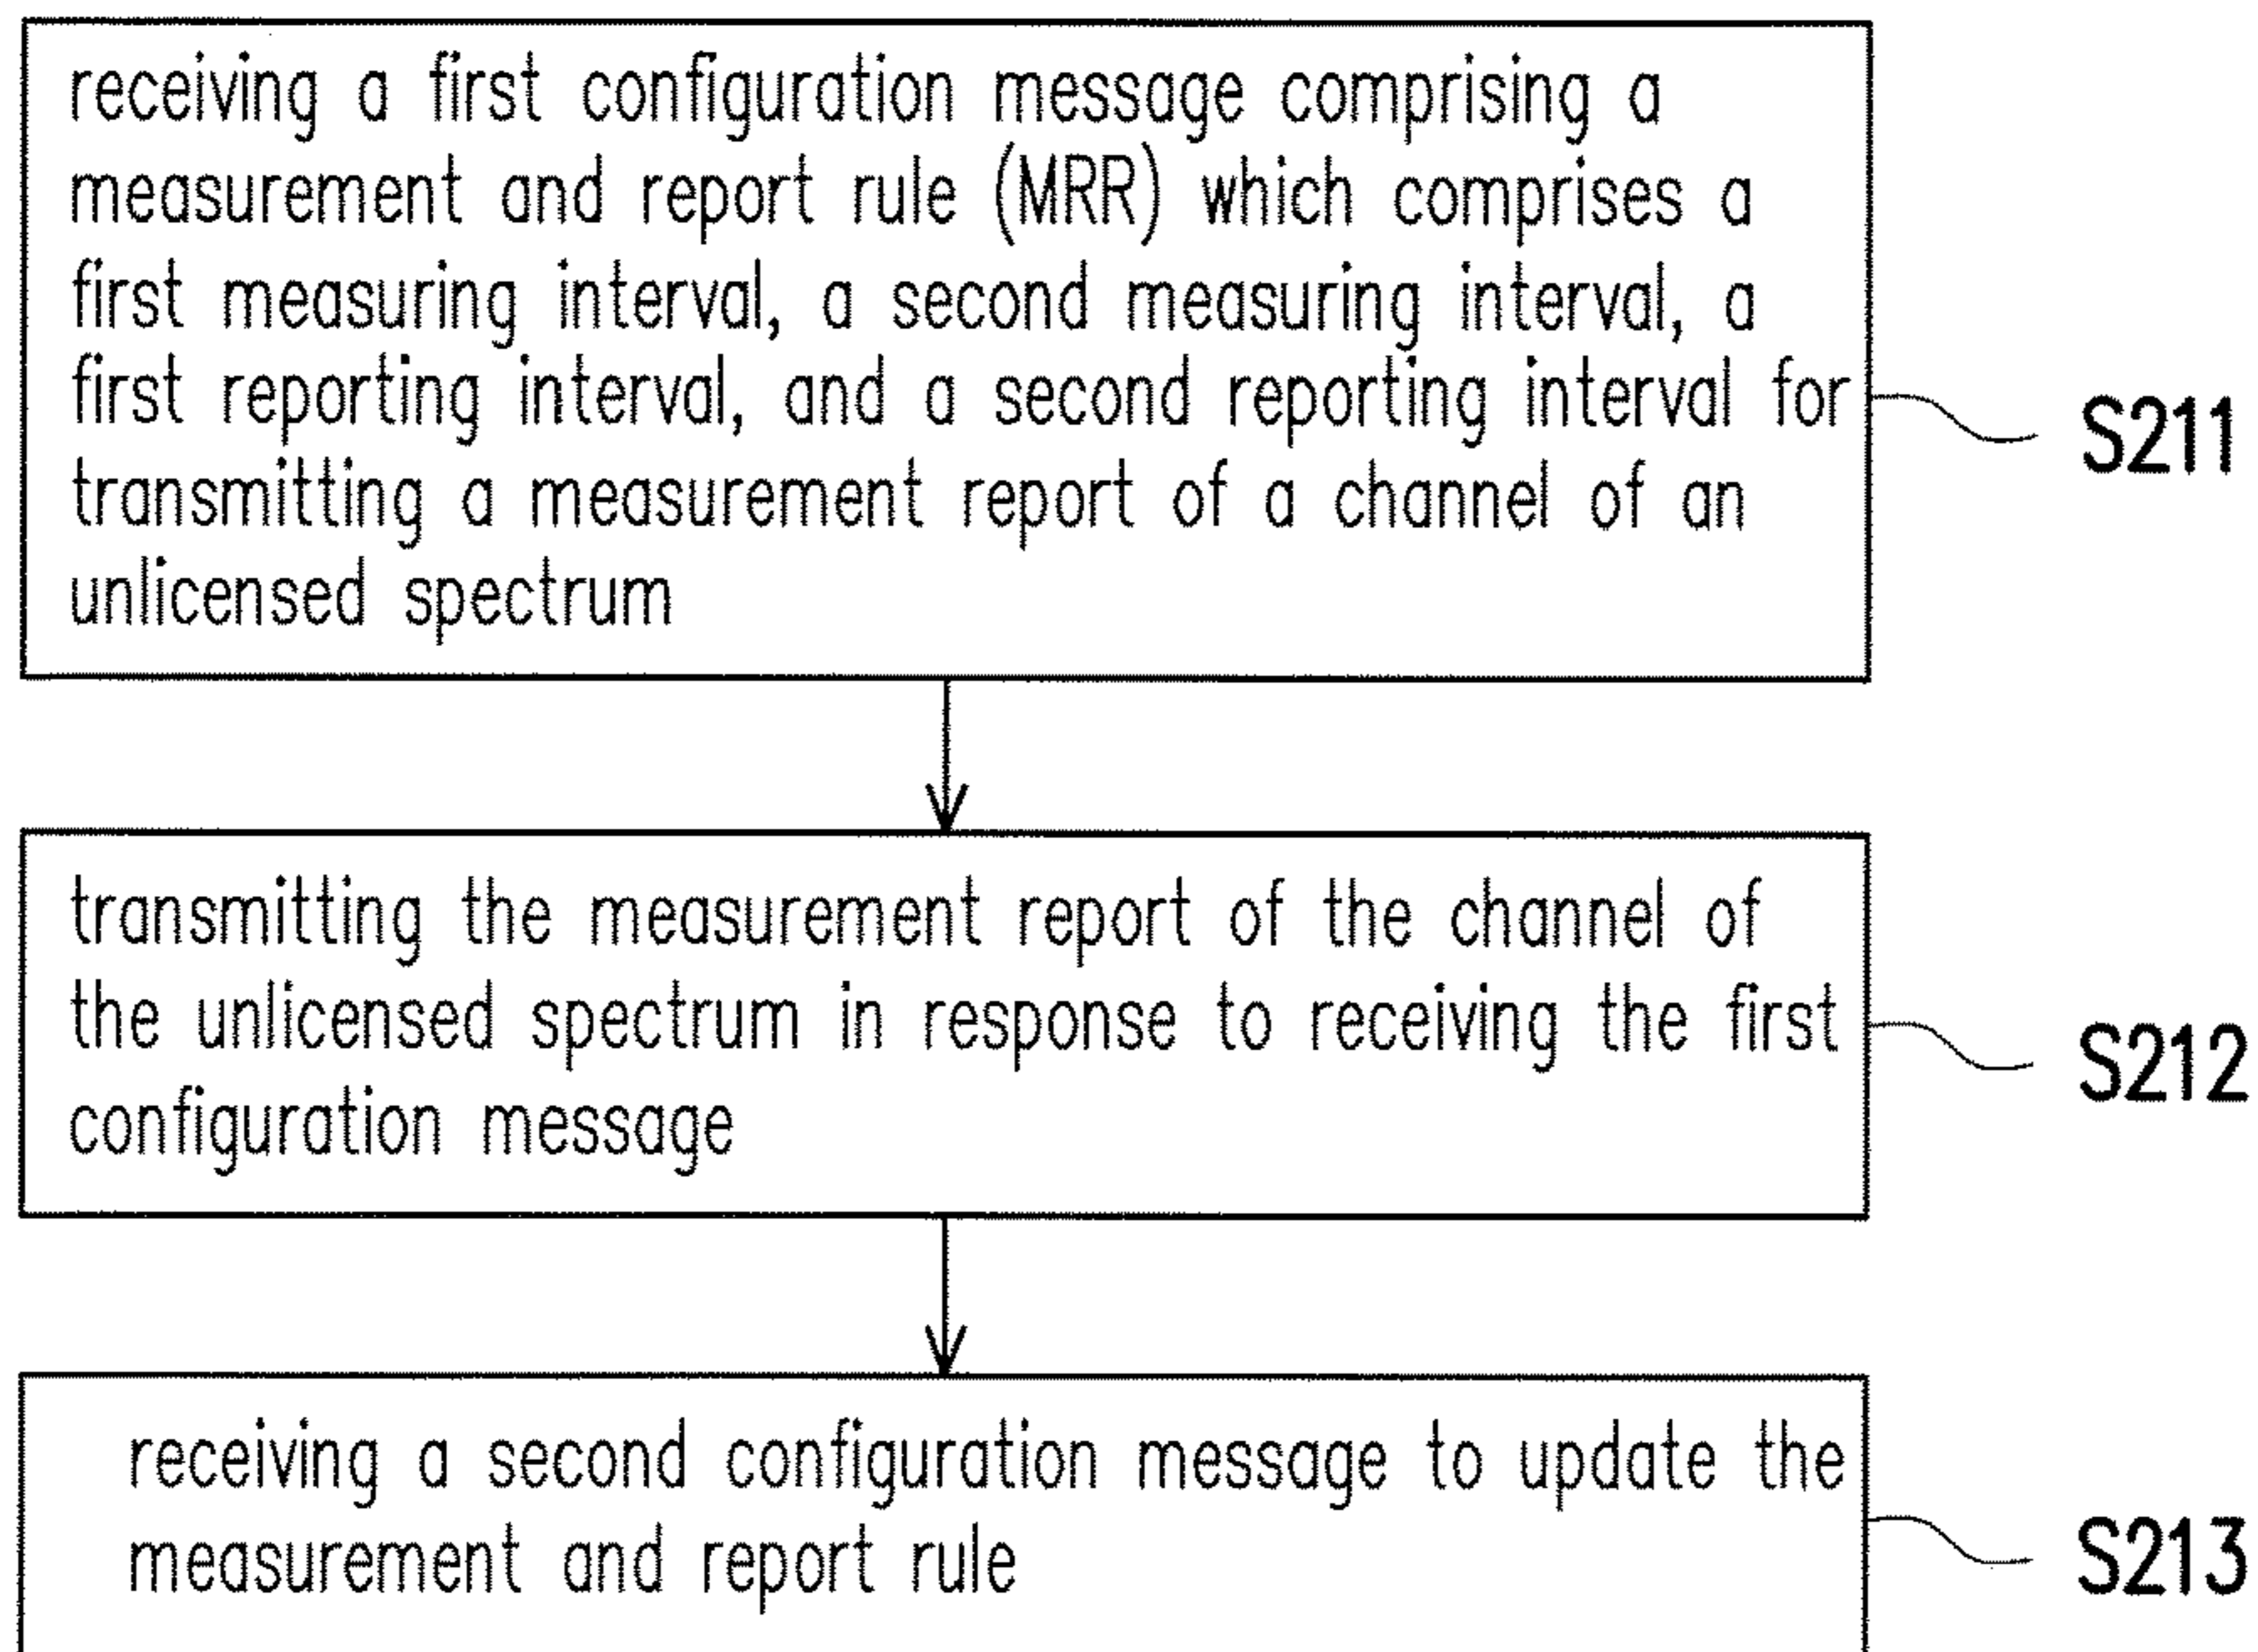 receiving a first configuration message comprising a
measurement and report rule (MRR) which comprises a
first measuring interval, a second measuring interval, a
first reporting interval, and a second reporting interval for
transmitting a measurement report of a channel of an
unlicensed spectrum
S211
transmitting the measurement report of the channel of
the unlicensed spectrum in response to receiving the first
configuration message
S212
receiving a second configuration message to update the
measurement and report rule
S213